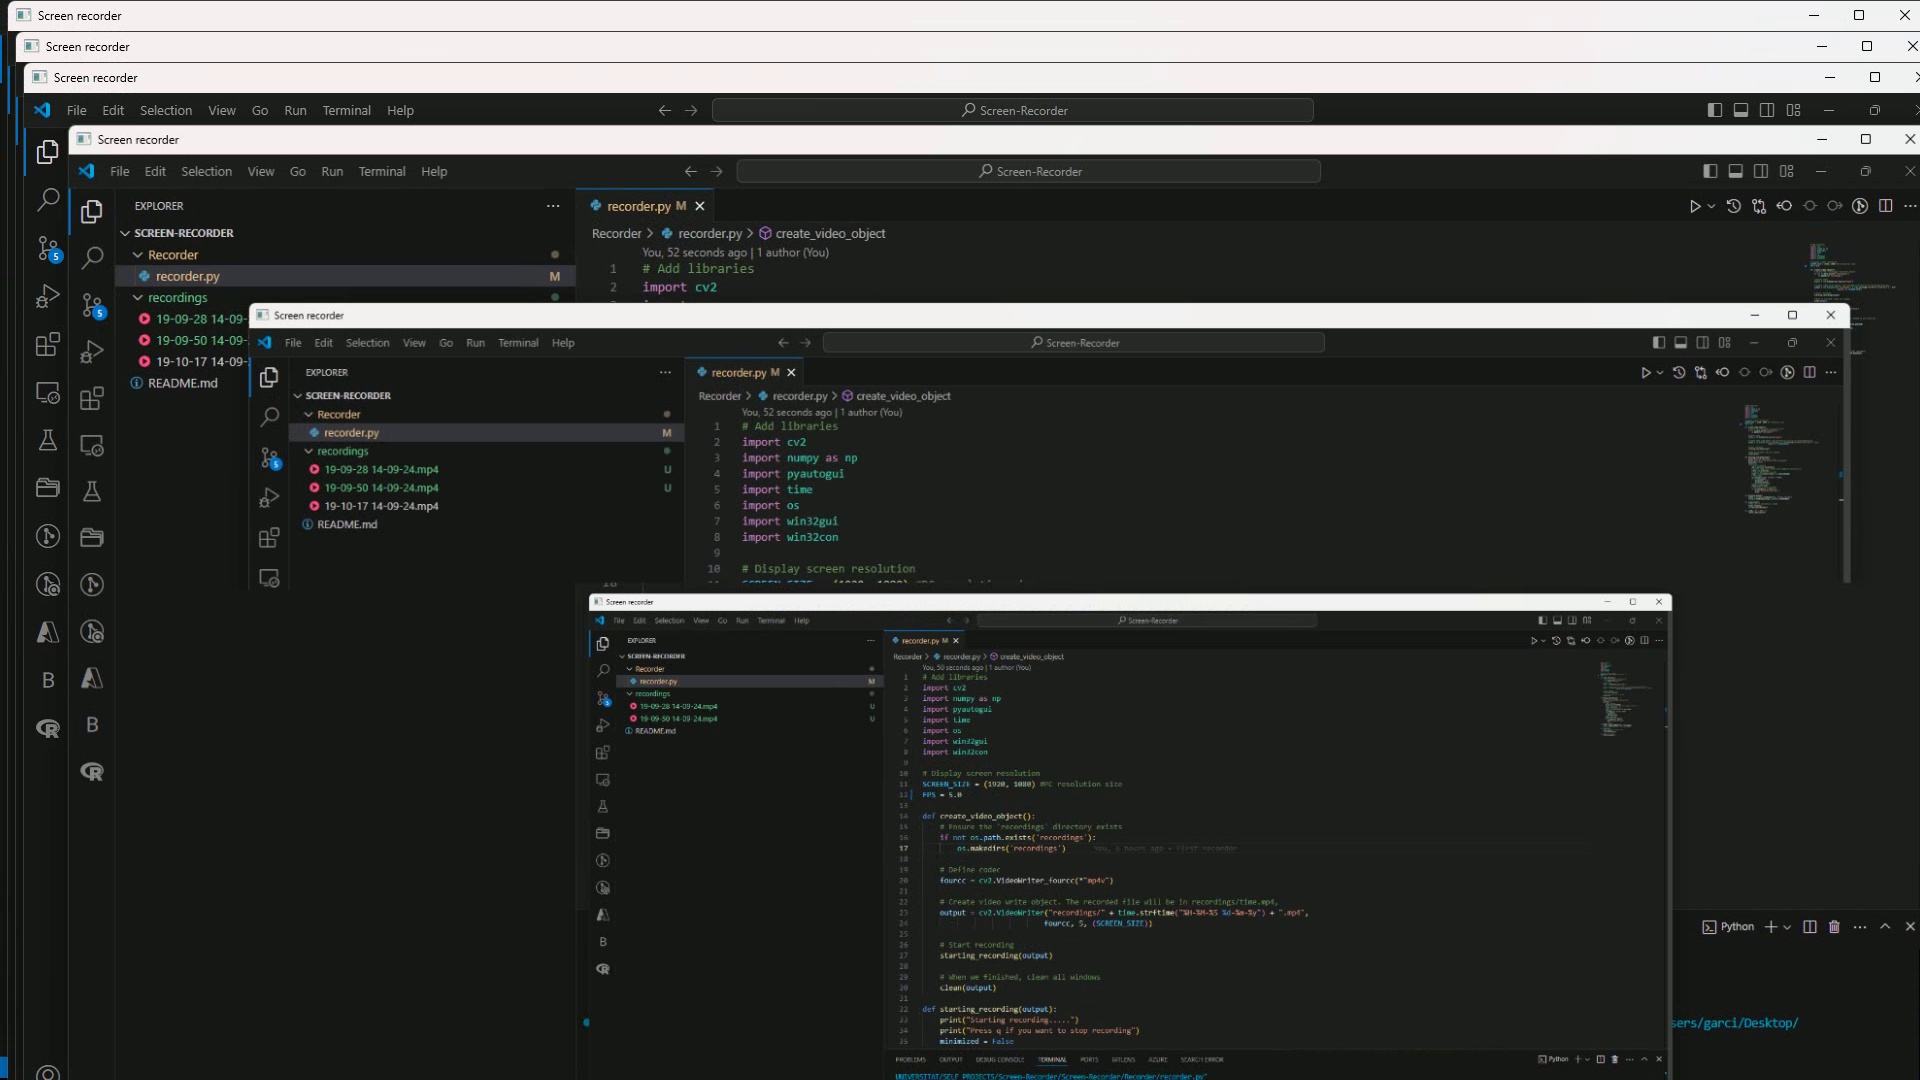 Screen recorder
Screen recorder
Screen recorder
File Edit Selection View Go Run Terminal Help
Screen-Recorder
Screen recorder
File Edit Selection View Go Run Terminal Help
Screen-Recorder
EXPLORER
SCREEN-RECORDER
Recorder
recorder.py M
recordings
19-09-28 14-09-
19-09-50 14-09-
19-10-17 14-09-
README.md
5
5
recorder.py M
Recorder > recorder.py > create_video_object
You, 52 seconds ago | 1 author (You)
1 # Add libraries
2 import cv2
Screen recorder
File Edit Selection View Go Run Terminal Help
Screen-Recorder
EXPLORER
SCREEN-RECORDER
Recorder
recorder.py M
recordings
19-09-28 14-09-24.mp4 U
19-09-50 14-09-24.mp4 U
19-10-17 14-09-24.mp4
README.md
5
recorder.py M
Recorder > recorder.py > create_video_object
You, 52 seconds ago | 1 author (You)
1 # Add libraries
2 import cv2
3 import numpy as np
4 import pyautogui
5 import time
6 import os
7 import win32gui
8 import win32con
9
10 # Display screen resolution
Screen recorder
File Edit Selection View Go Run Terminal Help
Screen-Recorder
EXPLORER
SCREEN-RECORDER
Recorder
recorder.py M
recordings
19-09-28 14-09-24.mp4 U
19-09-50 14-09-24.mp4 U
README.md
recorder.py M
Recorder > recorder.py > create_video_object
You, 50 seconds ago | 1 author (You)
1 # Add libraries
2 import cv2
3 import numpy as np
4 import pyautogui
5 import time
6 import os
7 import win32gui
8 import win32con
9
10 # Display screen resolution
11 SCREEN_SIZE = (1920, 1080) #PC resolution size
12 FPS = 5.0
13
14 def create_video_object():
15 # Ensure the 'recordings' directory exists
16 if not os.path.exists('recordings'):
17 os.makedirs('recordings') You, 6 hours ago • First recorder
18
19 # Define codec
20 fourcc = cv2.VideoWriter_fourcc(*"mp4v")
21
22 # Create video write object. The recorded file will be in recordings/time.mp4,
23 output = cv2.VideoWriter("recordings/" + time.strftime("%H-%M-%S %d-%m-%y") + ".mp4",
24 fourcc, 5, (SCREEN_SIZE))
25
26 # Start recording
27 starting_recording(output)
28
29 # When we finished, clean all windows
30 clean(output)
31
32 def starting_recording(output):
33 print("Starting recording.....")
34 print("Press q if you want to stop recording")
35 minimized = False
PROBLEMS OUTPUT DEBUG CONSOLE TERMINAL PORTS GITLENS AZURE SEARCH ERROR
Python
UNIVERSITAT/SELF PROJECTS/Screen-Recorder/Screen-Recorder/Recorder/recorder.py"
Python
sers/garci/Desktop/